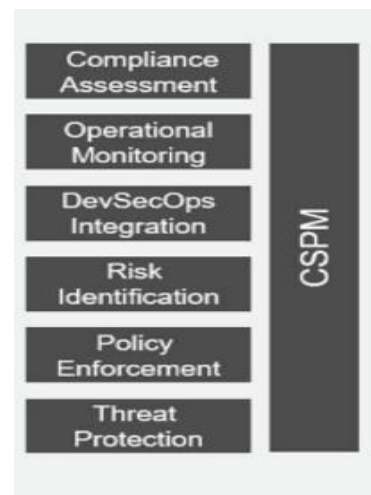 Compliance
Assessment
Operational
Monitoring
DevSecOps
Integration
Risk
Identification
Policy
Enforcement
Threat
Protection
CSPM